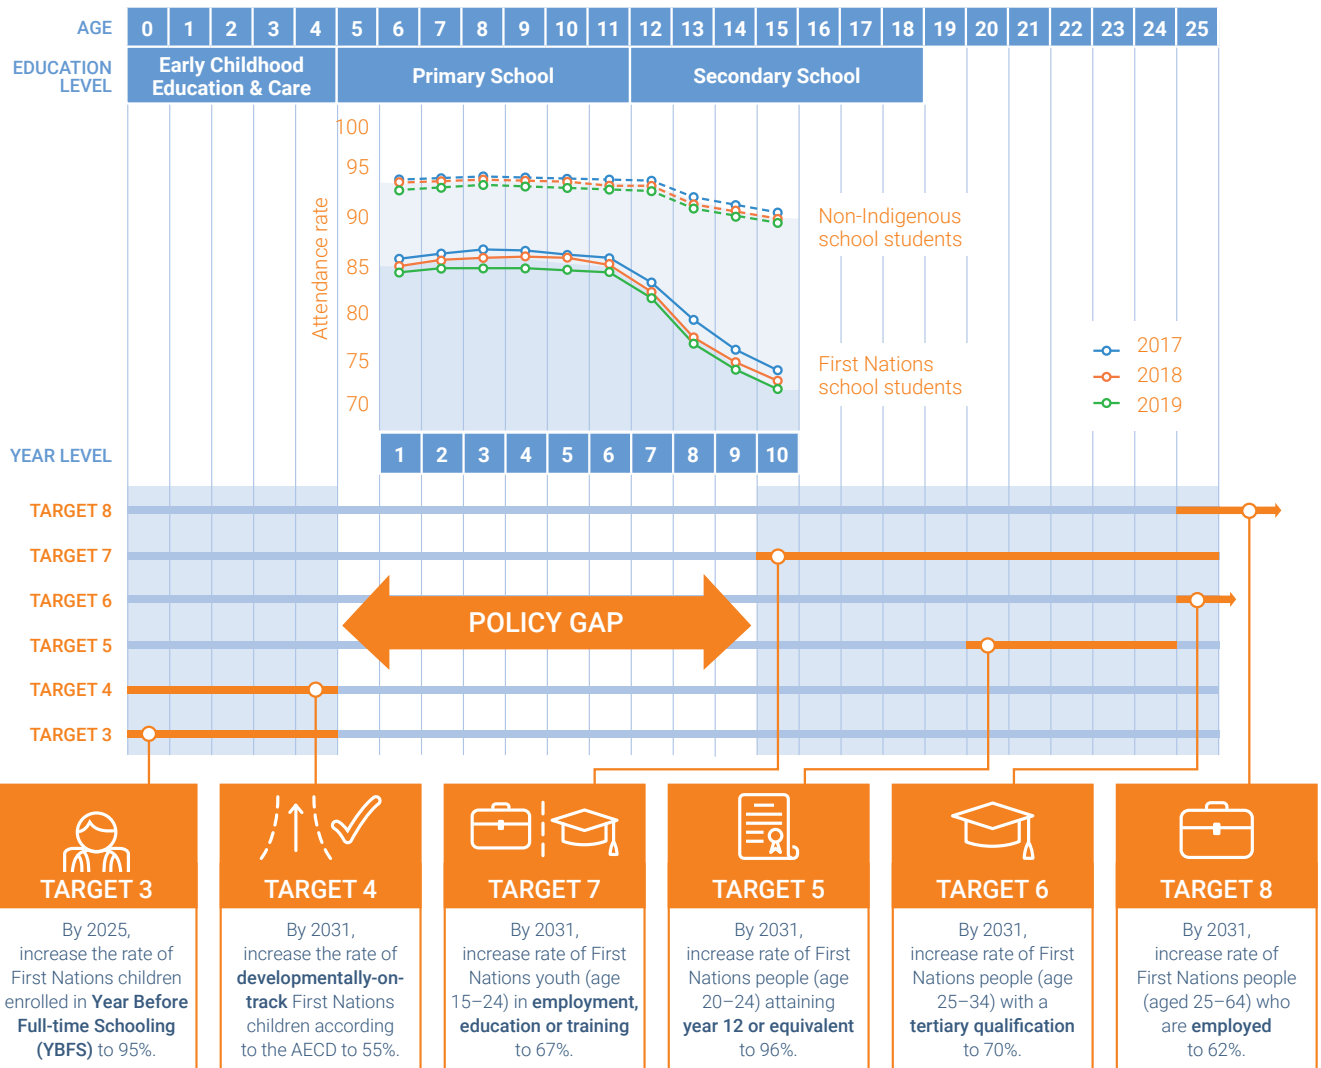 AGE 0 1 2 3 4 5 6 7 8 9 10 11 12 13 14 15 16 17 18 19 20 21 22 23 24 25
EDUCATION
LEVEL
Early Childhood
Education & Care
Primary School
Secondary School
100
95
90
85
80
75
70
Attendance rate
Non-Indigenous
school students
First Nations
school students
2017
2018
2019
YEAR LEVEL 1 2 3 4 5 6 7 8 9 10
TARGET 8
TARGET 7
TARGET 6
TARGET 5
TARGET 4
TARGET 3
POLICY GAP
TARGET 3
By 2025,
increase the rate of
First Nations children
enrolled in Year Before
Full-time Schooling
(YBFS) to 95%.
TARGET 4
By 2031,
increase the rate of
developmentally-on-
track First Nations
children according
to the AECD to 55%.
TARGET 7
By 2031,
increase rate of First
Nations youth (age
15–24) in employment,
education or training
to 67%.
TARGET 5
By 2031,
increase rate of First
Nations people (age
20–24) attaining
year 12 or equivalent
to 96%.
TARGET 6
By 2031,
increase rate of First
Nations people (age
25–34) with a
tertiary qualification
to 70%.
TARGET 8
By 2031,
increase rate of
First Nations people
(aged 25–64) who
are employed
to 62%.